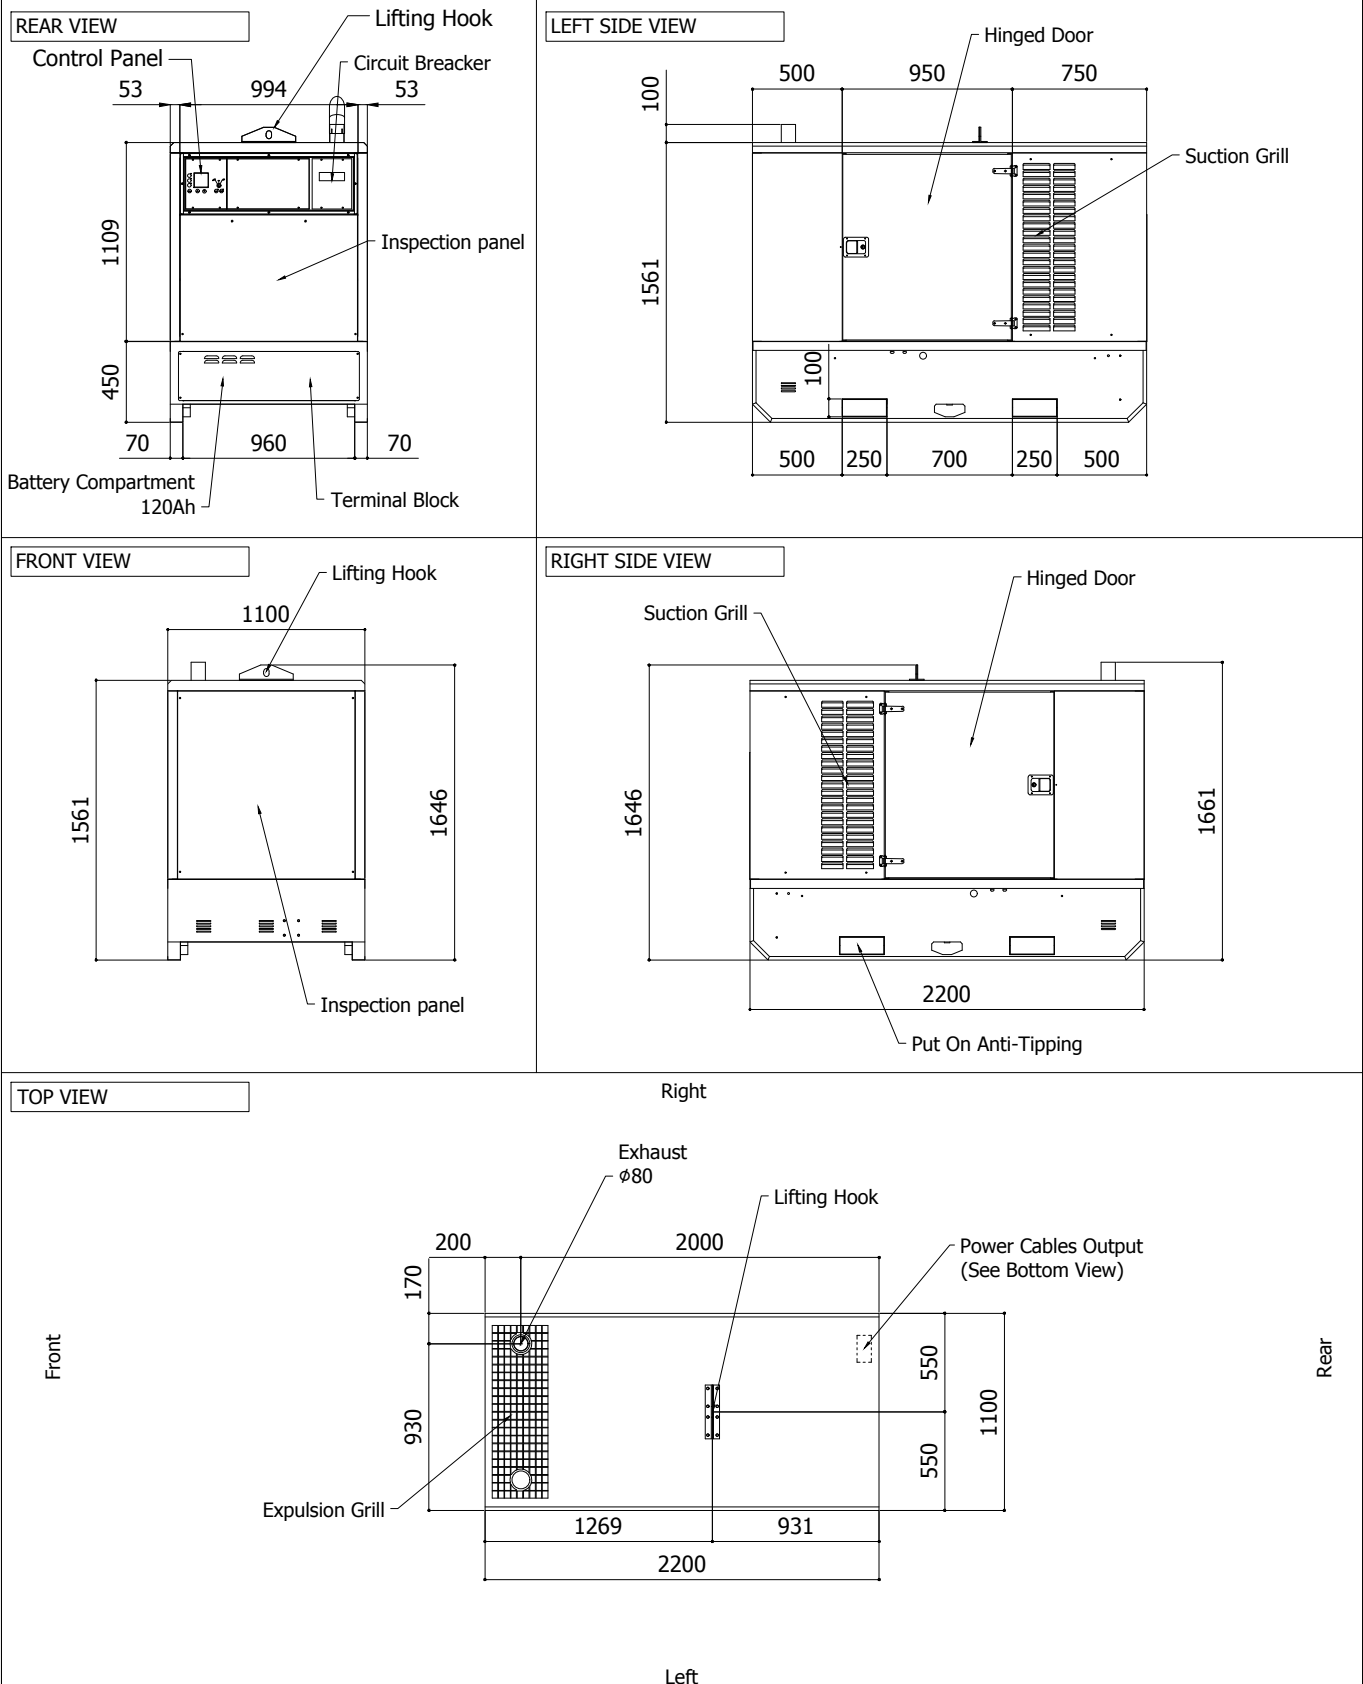 REAR VIEW
Lifting Hook
Control Panel
Circuit Breacker
53
994
53
1109
Inspection panel
450
70
960
70
Battery Compartment
120Ah
Terminal Block
LEFT SIDE VIEW
Hinged Door
500
950
750
100
Suction Grill
1561
100
500
250
700
250
500
FRONT VIEW
Lifting Hook
1100
1561
1646
Inspection panel
RIGHT SIDE VIEW
Hinged Door
Suction Grill
1646
1661
2200
Put On Anti-Tipping
TOP VIEW
Right
Exhaust
ϕ80
Lifting Hook
200
2000
Power Cables Output
(See Bottom View)
170
Front
Rear
550
930
1100
550
Expulsion Grill
1269
931
2200
Left